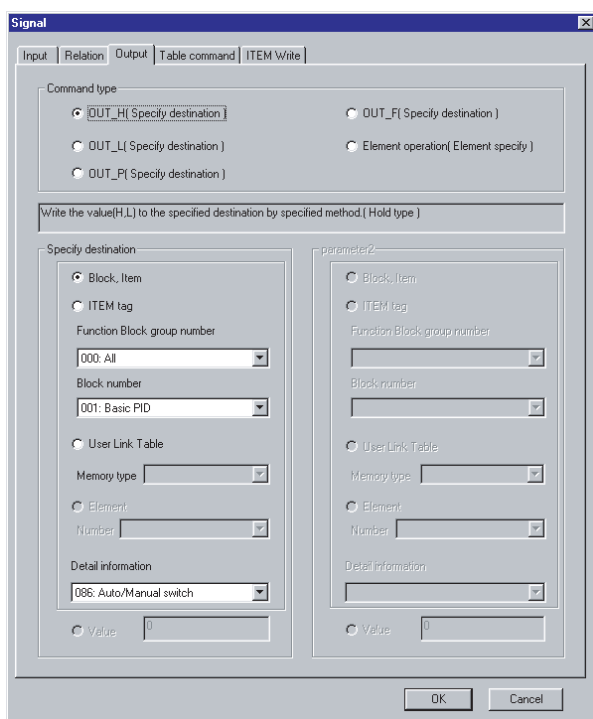 Signal
Input Relation Output Table command ITEM Write
Command type
OUT_H( Specify destination ) OUT_F( Specify destination )
OUT_L( Specify destination ) Element operation( Element specify )
OUT_P( Specify destination )
Write the value(H,L) to the specified destination by specified method.( Hold type )
Specify destination
Block, Item
ITEM tag
Function Block group number
000: All
Block number
001: Basic PID
User Link Table
Memory type
Element
Number
Detail information
086: Auto/Manual switch
Value 0
parameter2
Block, Item
ITEM tag
Function Block group number
Block number
User Link Table
Memory type
Element
Number
Detail information
Value 0
OK Cancel